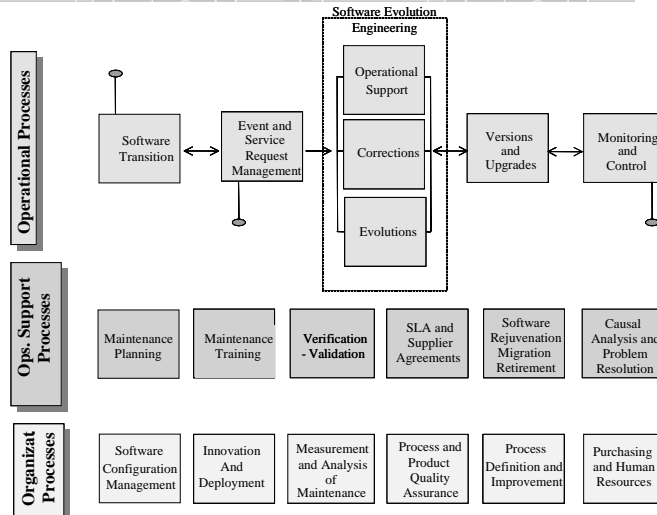 Software Evolution
Engineering
Operational Processes
Software
Transition
Event and
Service
Request
Management
Operational
Support
Corrections
Evolutions
Versions
and
Upgrades
Monitoring
and
Control
Ops. Support
Processes
Maintenance
Planning
Maintenance
Training
Verification
- Validation
SLA and
Supplier
Agreements
Software
Rejuvenation
Migration
Retirement
Causal
Analysis and
Problem
Resolution
Organizat
Processes
Software
Configuration
Management
Innovation
And
Deployment
Measurement
and Analysis of
Maintenance
Process and
Product
Quality
Assurance
Process
Definition and
Improvement
Purchasing
and Human
Resources